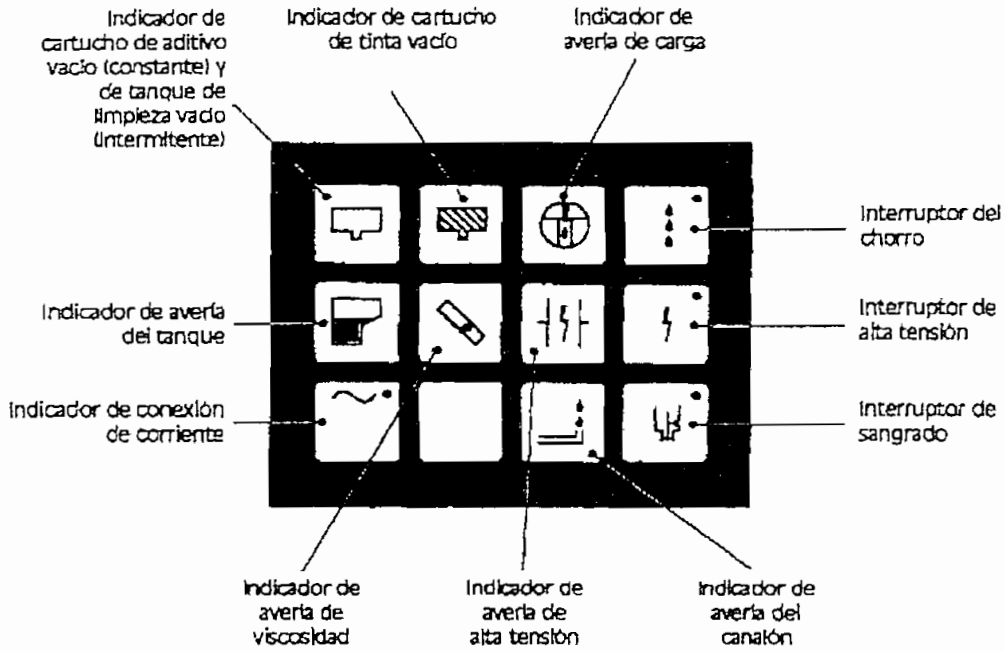 Indicador de
cartucho de aditivo
vacío (constante) y
de tanque de
limpieza vacío
(intermitente)
Indicador de cartucho
de tinta vacío
Indicador de
avería de carga
Interruptor del
chorro
Indicador de avería
del tanque
Interruptor de
alta tensión
Indicador de conexión
de corriente
Interruptor de
sangrado
Indicador de
avería de
viscosidad
Indicador de
avería de
alta tensión
Indicador de
avería del
canalón